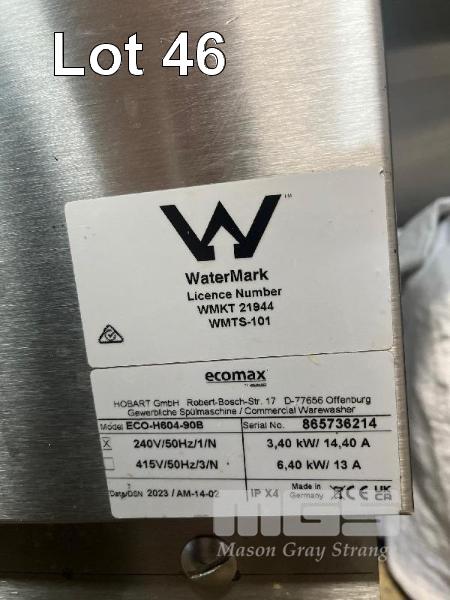 Lot 46
W™
WaterMark
Licence Number
WMKT 21944
WMTS-101
ecomax
HOBART GmbH Robert-Bosch-Str. 17 D-77656 Offenburg
Gewerbliche Spülmaschine / Commercial Warewasher
Model ECO-H604-90B Serial No. 865736214
X 240V/50Hz/1/N 3,40 kW/ 14,40 A
415V/50Hz/3/N 6,40 kW/ 13 A
Date/DSN 2023 / AM-14-02 IP X4 Made in Germany CE UK CA
MGS
Mason Gray Strange